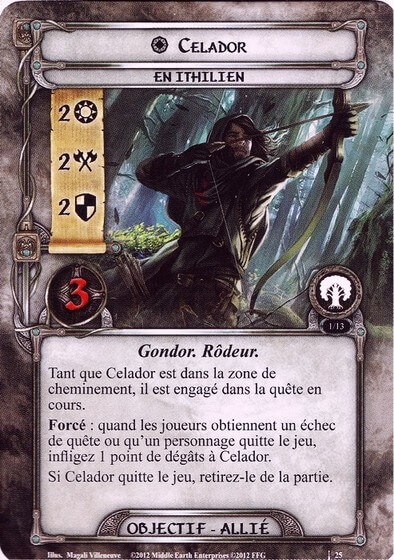 CELADOR
EN ITHILIEN
2
2
2
3
1/13
Gondor. Rôdeur.
Tant que Celador est dans la zone de
cheminement, il est engagé dans la quête en
cours.
Forcé : quand les joueurs obtiennent un échec
de quête ou qu'un personnage quitte le jeu,
infligez 1 point de dégâts à Celador.
Si Celador quitte le jeu, retirez-le de la partie.
OBJECTIF - ALLIÉ
Illus. Magali Villeneuve ©2012 Middle Earth Enterprises ©2012 FFG 25